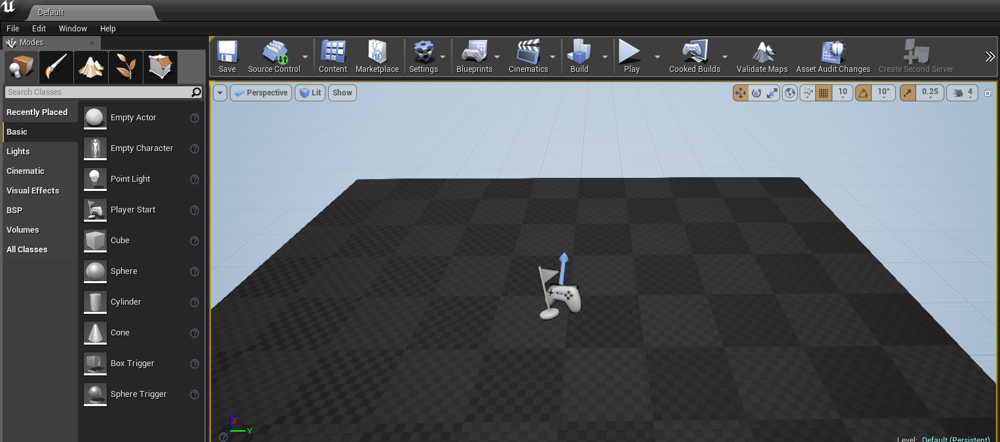 Default
File Edit Window Help
Modes
Save Source Control Content Marketplace Settings Blueprints Cinematics Build Play Cooked Builds Validate Maps Asset Audit Changes Create Second Server
Search Classes
Perspective Lit Show 10 10° 0.25 4
Recently Placed
Basic
Lights
Cinematic
Visual Effects
BSP
Volumes
All Classes
Empty Actor
Empty Character
Point Light
Player Start
Cube
Sphere
Cylinder
Cone
Box Trigger
Sphere Trigger
X
Y
Level: Default (Persistent)